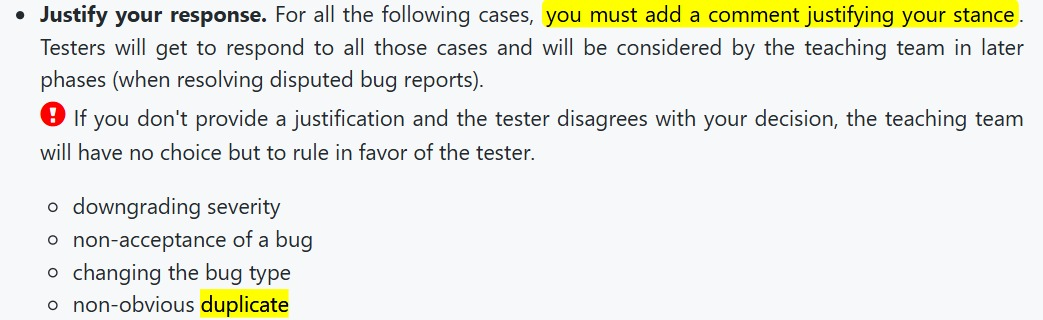 • Justify your response. For all the following cases, you must add a comment justifying your stance.
Testers will get to respond to all those cases and will be considered by the teaching team in later
phases (when resolving disputed bug reports).
If you don't provide a justification and the tester disagrees with your decision, the teaching team
will have no choice but to rule in favor of the tester.
◦ downgrading severity
◦ non-acceptance of a bug
◦ changing the bug type
◦ non-obvious duplicate